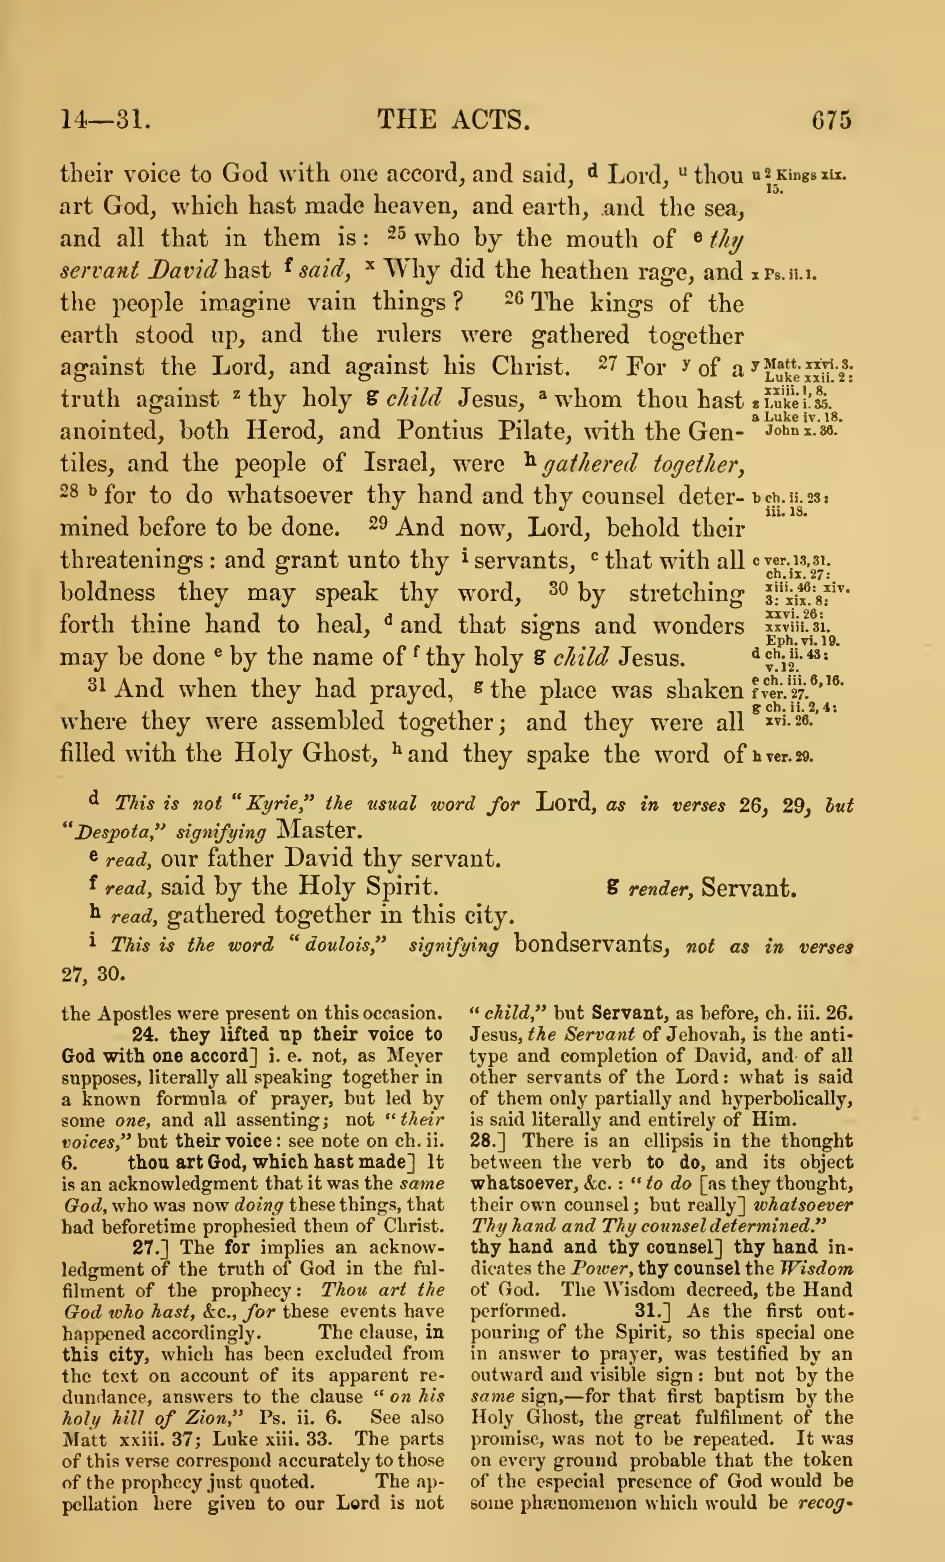 14—31. THE ACTS. 675
their voice to God with one accord, and said, d Lord, u thou
art God, which hast made heaven, and earth, and the sea,
and all that in them is : 25 who by the mouth of e thy
servant David hast f said, x Why did the heathen rage, and
the people imagine vain things ? 26 The kings of the
earth stood up, and the rulers were gathered together
against the Lord, and against his Christ. 27 For y of a
truth against z thy holy g child Jesus, a whom thou hast
anointed, both Herod, and Pontius Pilate, with the Gen-
tiles, and the people of Israel, were h gathered together,
28 b for to do whatsoever thy hand and thy counsel deter-
mined before to be done. 29 And now, Lord, behold their
threatenings : and grant unto thy i servants, c that with all
boldness they may speak thy word, 30 by stretching
forth thine hand to heal, d and that signs and wonders
may be done e by the name of f thy holy g child Jesus.
31 And when they had prayed, g the place was shaken
where they were assembled together; and they were all
filled with the Holy Ghost, h and they spake the word of
u 2 Kings xix.
15.
x Ps. ii. 1.
y Matt. xxvi. 3.
Luke xxii. 2:
xxiii. 1, 8.
z Luke i. 35.
a Luke iv. 18.
John x. 36.
b ch. ii. 23:
iii. 18.
c ver. 13, 31.
ch. ix. 27:
xiii. 46: xiv.
3: xix. 8:
xxvi. 26:
xxviii. 31.
Eph. vi. 19.
d ch. ii. 43:
v. 12.
e ch. iii. 6, 16.
f ver. 27.
g ch. ii. 2, 4:
xvi. 26.
h ver. 29.
d This is not "Kyrie," the usual word for Lord, as in verses 26, 29, but
"Despota," signifying Master.
e read, our father David thy servant.
f read, said by the Holy Spirit. g render, Servant.
h read, gathered together in this city.
i This is the word "doulois," signifying bondservants, not as in verses
27, 30.
the Apostles were present on this occasion.
24. they lifted up their voice to
God with one accord] i. e. not, as Meyer
supposes, literally all speaking together in
a known formula of prayer, but led by
some one, and all assenting; not "their
voices," but their voice: see note on ch. ii.
6. thou art God, which hast made] It
is an acknowledgment that it was the same
God, who was now doing these things, that
had beforetime prophesied them of Christ.
27.] The for implies an acknow-
ledgment of the truth of God in the ful-
filment of the prophecy: Thou art the
God who hast, &c., for these events have
happened accordingly. The clause, in
this city, which has been excluded from
the text on account of its apparent re-
dundance, answers to the clause "on his
holy hill of Zion," Ps. ii. 6. See also
Matt xxiii. 37; Luke xiii. 33. The parts
of this verse correspond accurately to those
of the prophecy just quoted. The ap-
pellation here given to our Lord is not
"child," but Servant, as before, ch. iii. 26.
Jesus, the Servant of Jehovah, is the anti-
type and completion of David, and of all
other servants of the Lord: what is said
of them only partially and hyperbolically,
is said literally and entirely of Him.
28.] There is an ellipsis in the thought
between the verb to do, and its object
whatsoever, &c. : "to do [as they thought,
their own counsel; but really] whatsoever
Thy hand and Thy counsel determined."
thy hand and thy counsel] thy hand in-
dicates the Power, thy counsel the Wisdom
of God. The Wisdom decreed, the Hand
performed. 31.] As the first out-
pouring of the Spirit, so this special one
in answer to prayer, was testified by an
outward and visible sign : but not by the
same sign,—for that first baptism by the
Holy Ghost, the great fulfilment of the
promise, was not to be repeated. It was
on every ground probable that the token
of the especial presence of God would be
some phænomenon which would be recog-